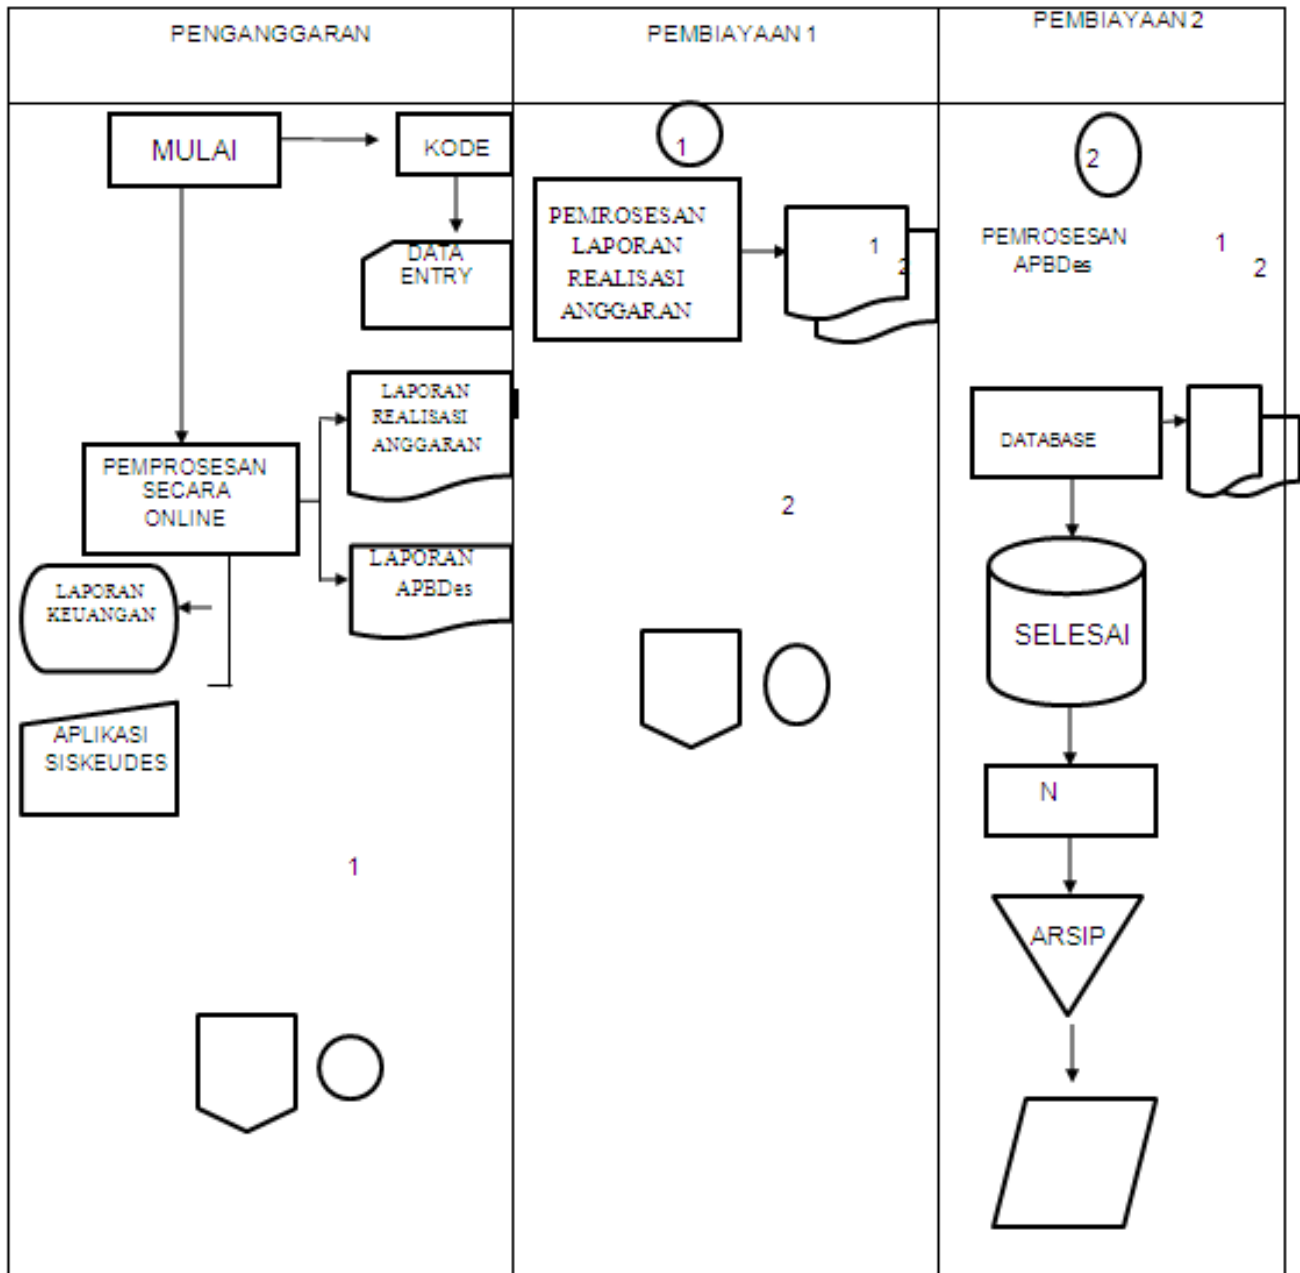 PENGANGGARAN
PEMBIAYAAN 1
PEMBIAYAAN 2
MULAI
KODE
DATA
ENTRY
LAPORAN
REALISASI
ANGGARAN
PEMPROSESAN
SECARA
ONLINE
LAPORAN
APBDes
LAPORAN
KEUANGAN
APLIKASI
SISKEUDES
1
1
PEMROSESAN
LAPORAN
REALISASI
ANGGARAN
1
2
2
2
PEMROSESAN
APBDes
1
2
DATABASE
SELESAI
N
ARSIP